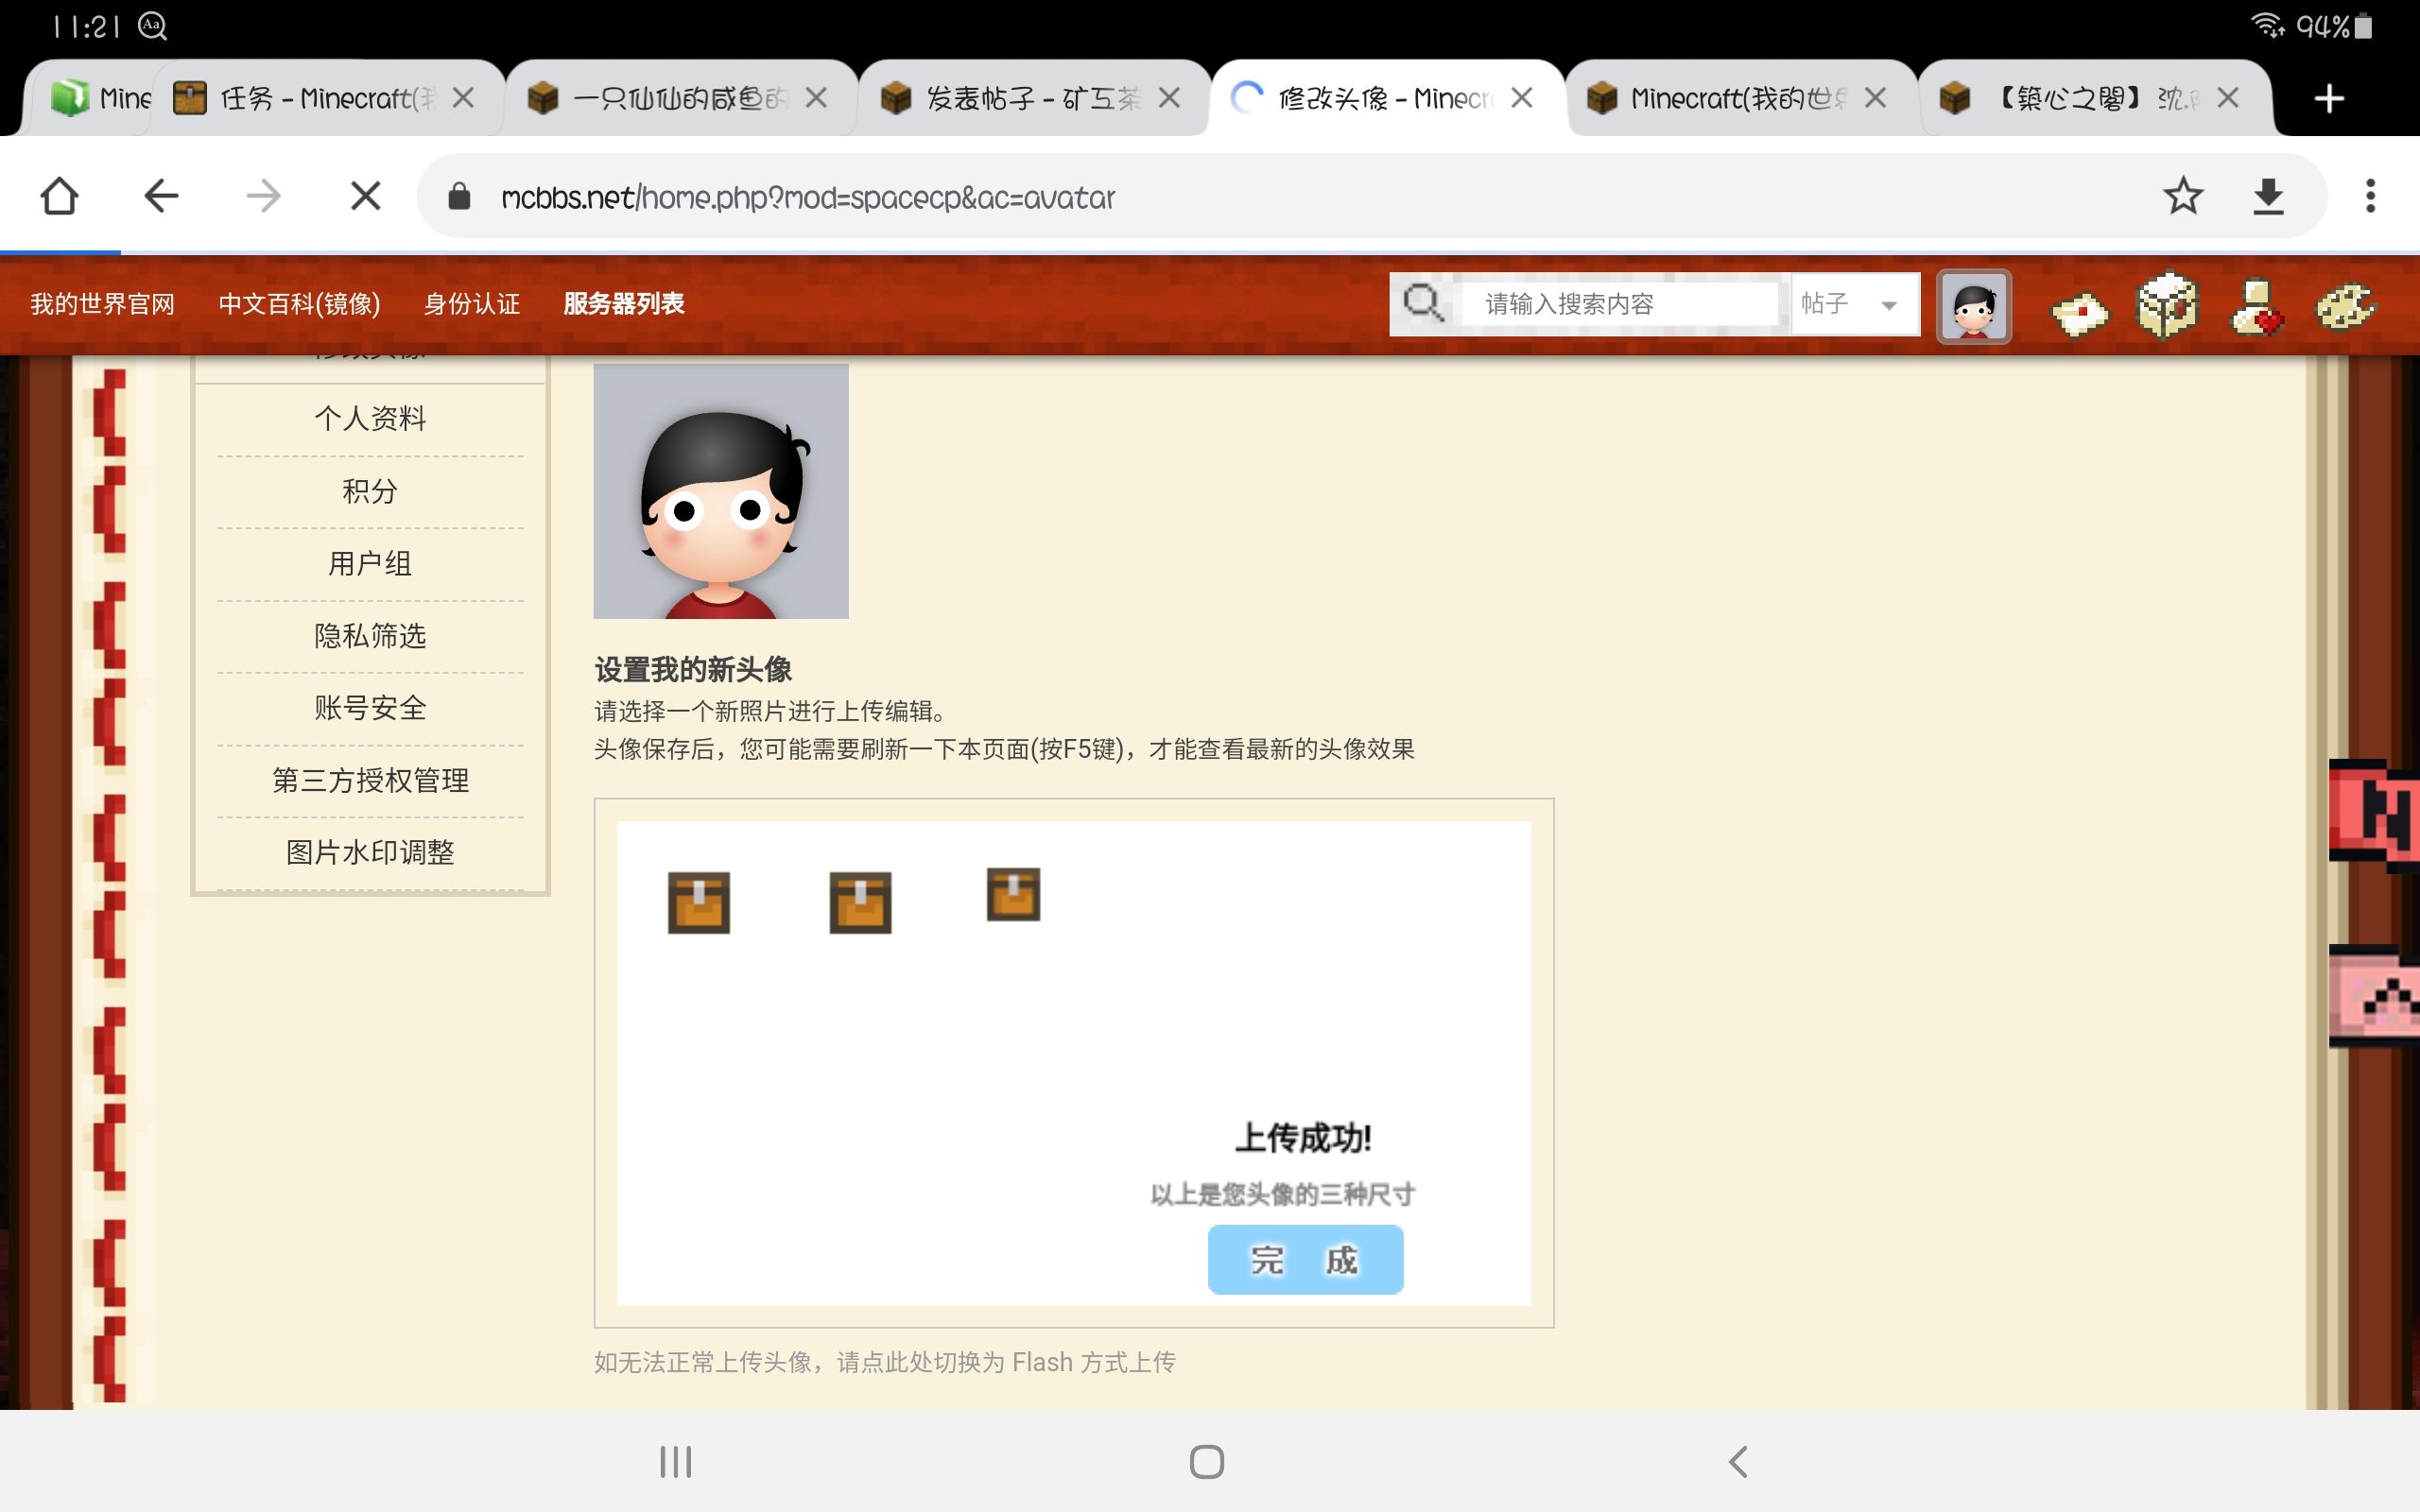 11:21
94%
Mine
任务 - Minecraft(我
一只仙仙的咸鱼的
发表帖子 - 矿工茶
修改头像 - Minecr
Minecraft(我的世界
【筑心之阁】
mcbbs.net/home.php?mod=spacecp&ac=avatar
我的世界官网 中文百科(镜像) 身份认证 服务器列表
请输入搜索内容 帖子
修改头像
个人资料
积分
用户组
隐私筛选
账号安全
第三方授权管理
图片水印调整
设置我的新头像
请选择一个新照片进行上传编辑。
头像保存后，您可能需要刷新一下本页面(按F5键)，才能查看最新的头像效果
上传成功!
以上是您头像的三种尺寸
完 成
如无法正常上传头像，请点此处切换为 Flash 方式上传